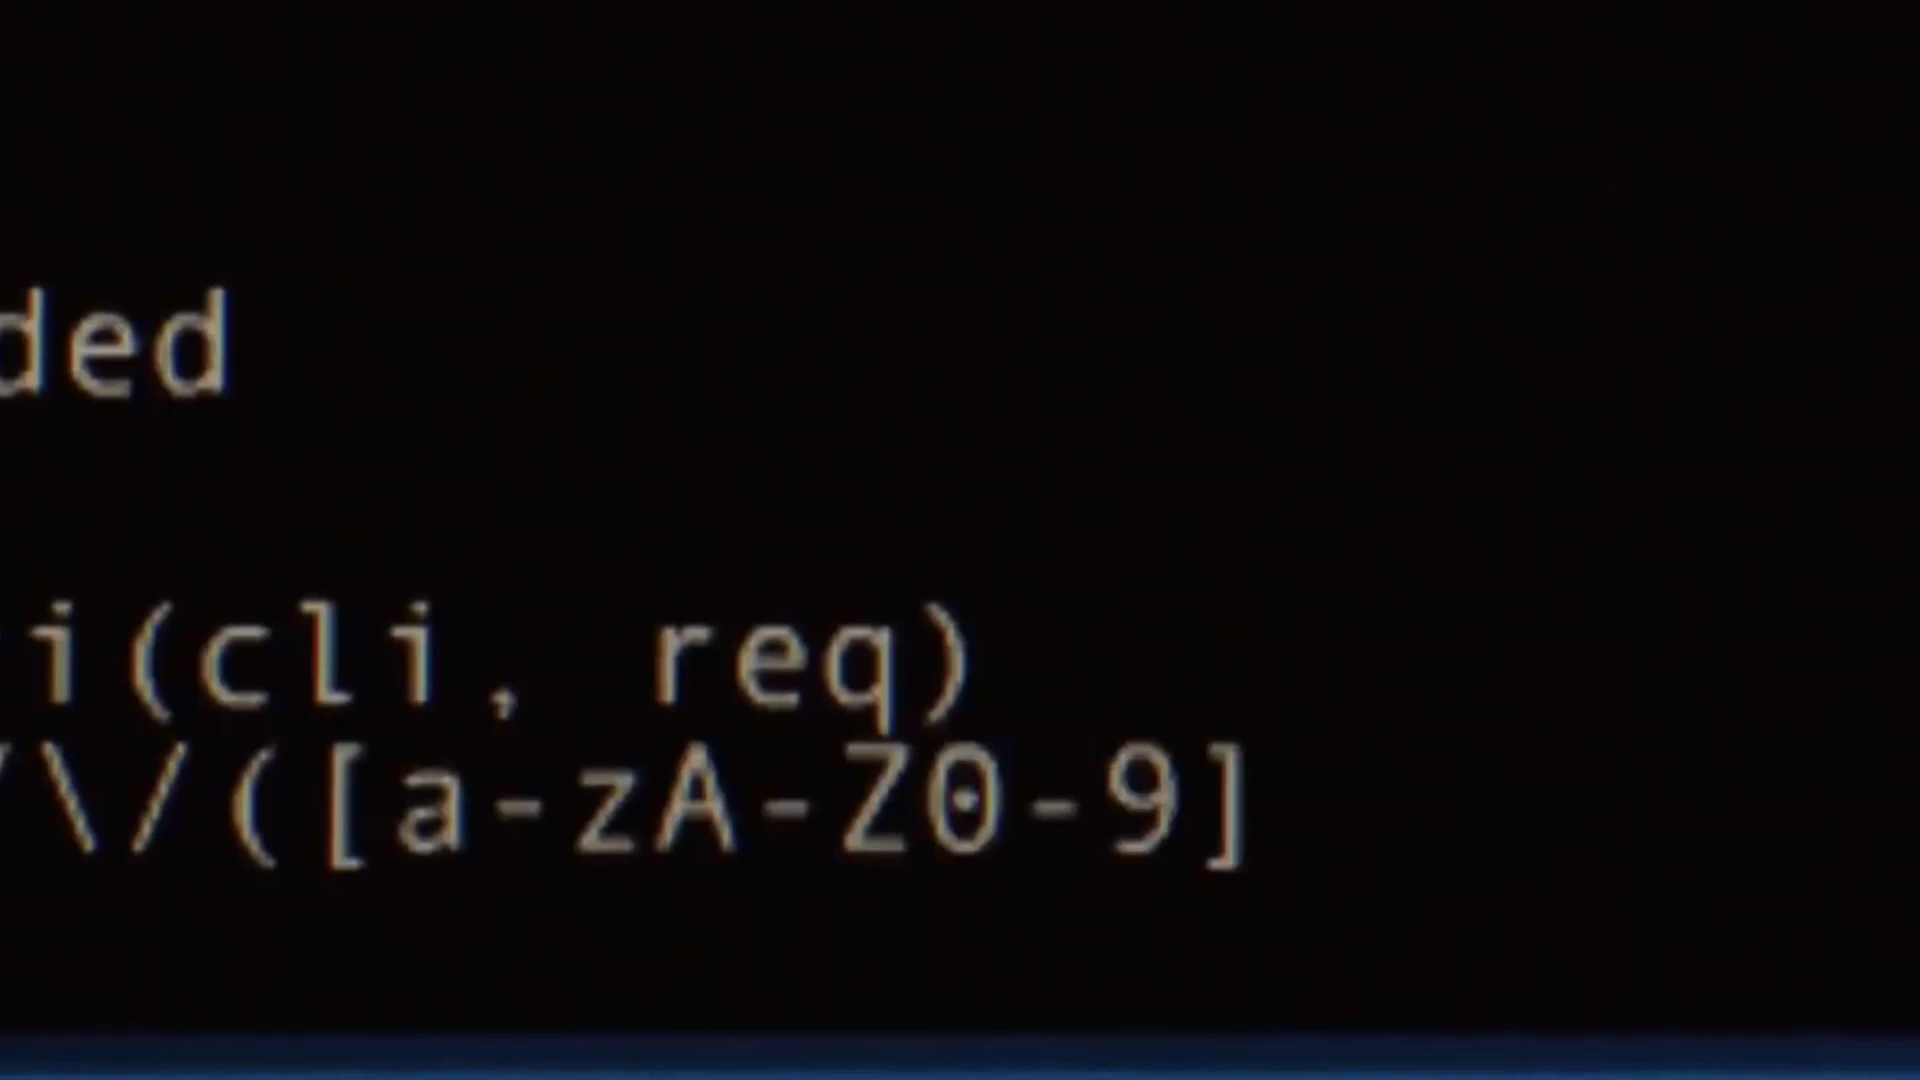 ded
i(cli, req)
\/([a-zA-Z0-9]